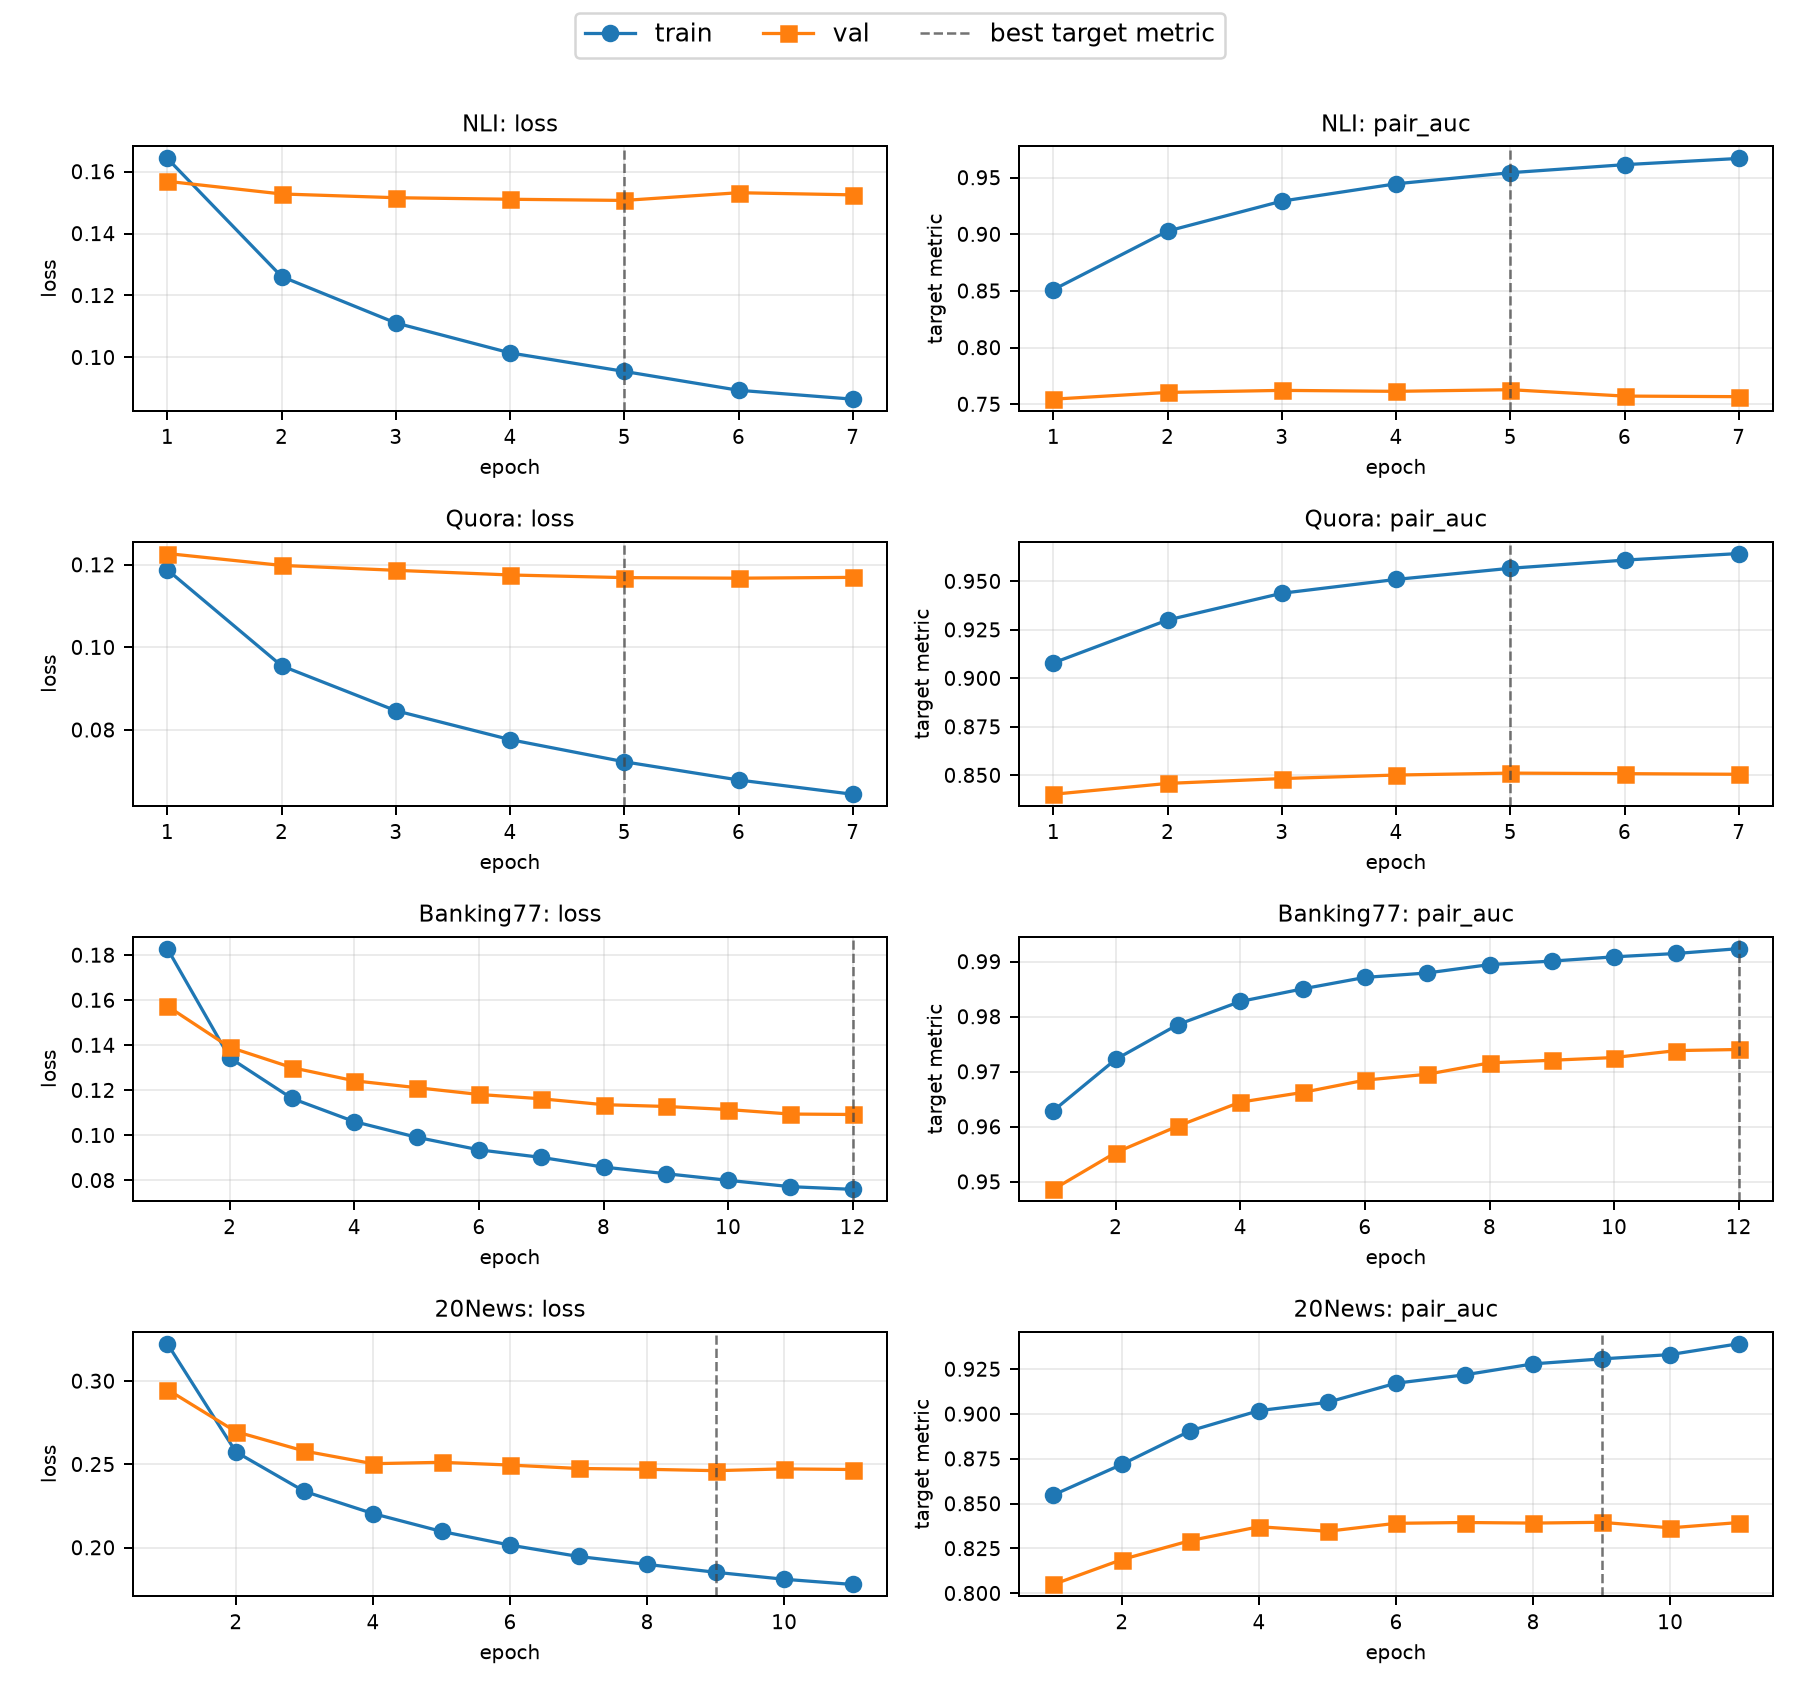 train val best target metric
NLI: loss
0.16
0.14
0.12
0.10
loss
1 2 3 4 5 6 7
epoch
NLI: pair_auc
0.95
0.90
0.85
0.80
0.75
target metric
1 2 3 4 5 6 7
epoch
Quora: loss
0.12
0.10
0.08
loss
1 2 3 4 5 6 7
epoch
Quora: pair_auc
0.950
0.925
0.900
0.875
0.850
target metric
1 2 3 4 5 6 7
epoch
Banking77: loss
0.18
0.16
0.14
0.12
0.10
0.08
loss
2 4 6 8 10 12
epoch
Banking77: pair_auc
0.99
0.98
0.97
0.96
0.95
target metric
2 4 6 8 10 12
epoch
20News: loss
0.30
0.25
0.20
loss
2 4 6 8 10
epoch
20News: pair_auc
0.925
0.900
0.875
0.850
0.825
0.800
target metric
2 4 6 8 10
epoch